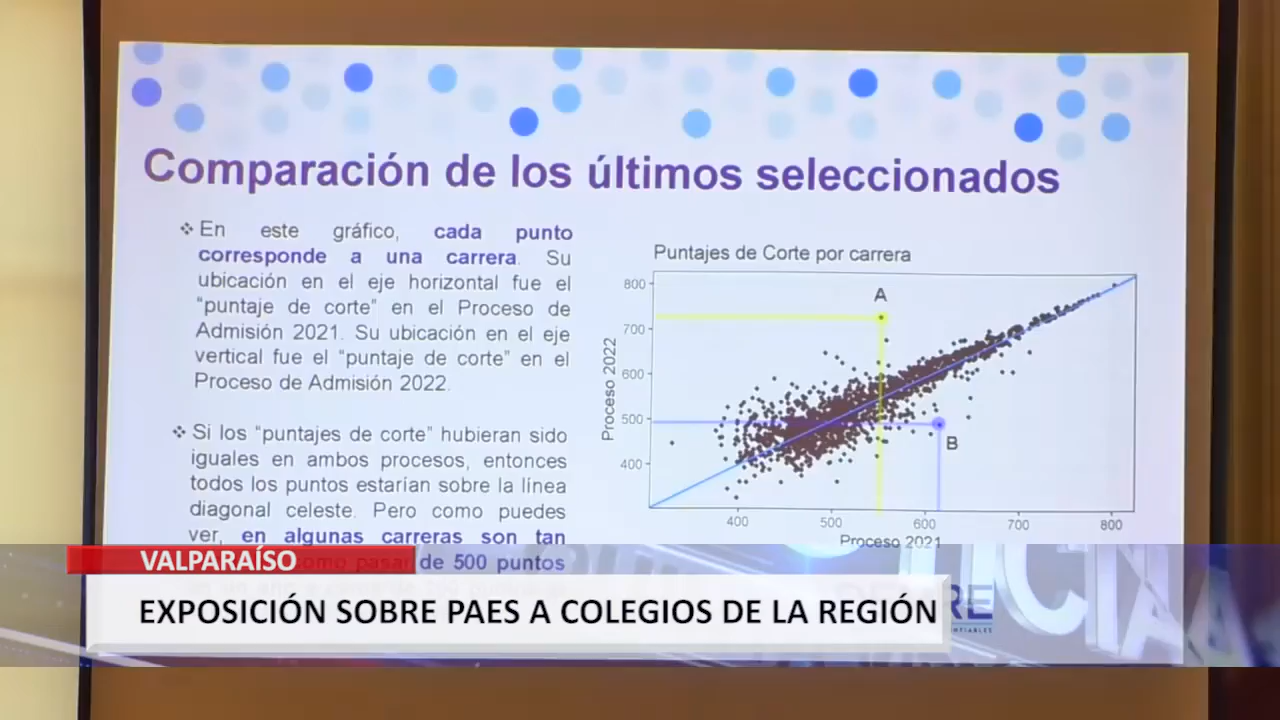 Comparación de los últimos seleccionados
En este gráfico, cada punto
corresponde a una carrera. Su
ubicación en el eje horizontal fue el
"puntaje de corte" en el Proceso de
Admisión 2021. Su ubicación en el eje
vertical fue el "puntaje de corte" en el
Proceso de Admisión 2022.
Si los "puntajes de corte" hubieran sido
iguales en ambos procesos, entonces
todos los puntos estarían sobre la línea
diagonal celeste. Pero como puedes
ver, en algunas carreras son tan
como pasar de 500 puntos
Puntajes de Corte por carrera
800
700
600
500
400
Proceso 2022
A
B
400 500 600 700 800
Proceso 2021
VALPARAÍSO
EXPOSICIÓN SOBRE PAES A COLEGIOS DE LA REGIÓN